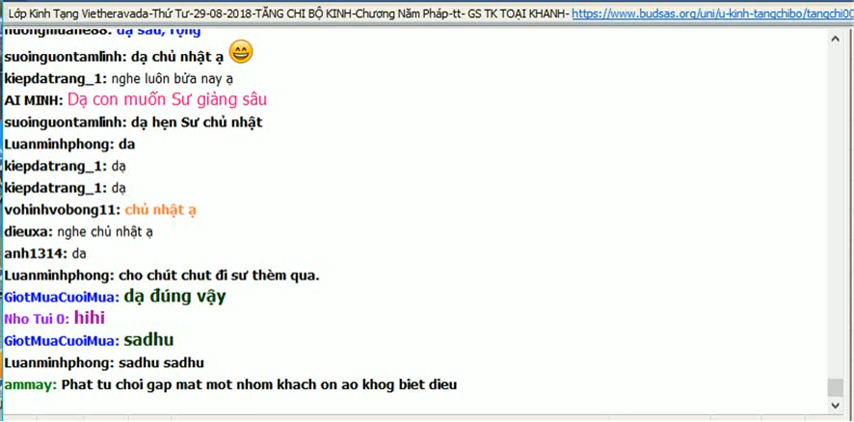 Lớp Kinh Tạng Vietheravada-Thứ Tư-29-08-2018-TĂNG CHI BỘ KINH-Chương Năm Pháp-tt- GS TK TOẠI KHANH- https://www.budsas.org/uni/u-kinh-tangchibo/tangchi0
dạ sâu, rộng
suoinguontamlinh: dạ chủ nhật ạ
kiepdatrang_1: nghe luôn bửa nay ạ
AI MINH: Dạ con muốn Sư giảng sâu
suoinguontamlinh: dạ hẹn Sư chủ nhật
Luanminhphong: da
kiepdatrang_1: dạ
kiepdatrang_1: dạ
vohinhvobong11: chủ nhật ạ
dieuxa: nghe chủ nhật ạ
anh1314: da
Luanminhphong: cho chút chut đi sư thèm qua.
GiotMuaCuoiMua: dạ đúng vậy
Nho Tui 0: hihi
GiotMuaCuoiMua: sadhu
Luanminhphong: sadhu sadhu
ammay: Phat tu choi gap mat mot nhom khach on ao khog biet dieu